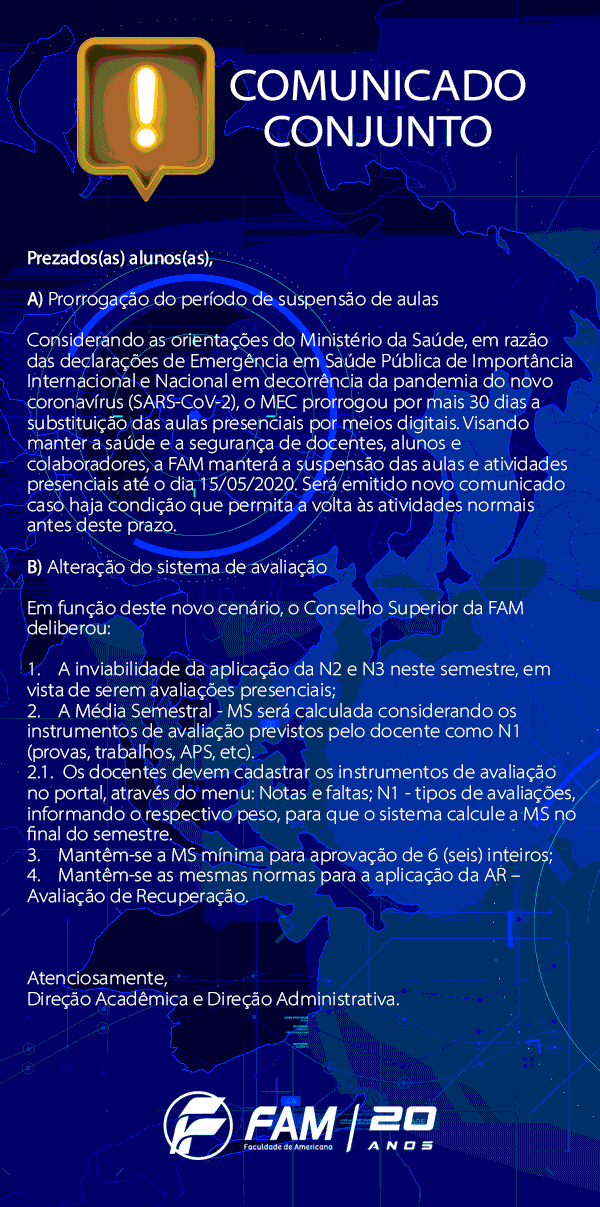 COMUNICADO
CONJUNTO
Prezados(as) alunos(as),
A) Prorrogação do período de suspensão de aulas
Considerando as orientações do Ministério da Saúde, em razão
das declarações de Emergência em Saúde Pública de Importância
Internacional e Nacional em decorrência da pandemia do novo
coronavírus (SARS-CoV-2), o MEC prorrogou por mais 30 dias a
substituição das aulas presenciais por meios digitais. Visando
manter a saúde e a segurança de docentes, alunos e
colaboradores, a FAM manterá a suspensão das aulas e atividades
presenciais até o dia 15/05/2020. Será emitido novo comunicado
caso haja condição que permita a volta às atividades normais
antes deste prazo.
B) Alteração do sistema de avaliação
Em função deste novo cenário, o Conselho Superior da FAM
deliberou:
1. A inviabilidade da aplicação da N2 e N3 neste semestre, em
vista de serem avaliações presenciais;
2. A Média Semestral - MS será calculada considerando os
instrumentos de avaliação previstos pelo docente como N1
(provas, trabalhos, APS, etc).
2.1. Os docentes devem cadastrar os instrumentos de avaliação
no portal, através do menu: Notas e faltas; N1 - tipos de avaliações,
informando o respectivo peso, para que o sistema calcule a MS no
final do semestre.
3. Mantêm-se a MS mínima para aprovação de 6 (seis) inteiros;
4. Mantêm-se as mesmas normas para a aplicação da AR –
Avaliação de Recuperação.
Atenciosamente,
Direção Acadêmica e Direção Administrativa.
FAM | 20
Faculdade de Americana ANOS